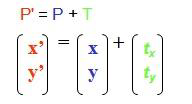 P' = P + T
x' = x + tx
y' y ty